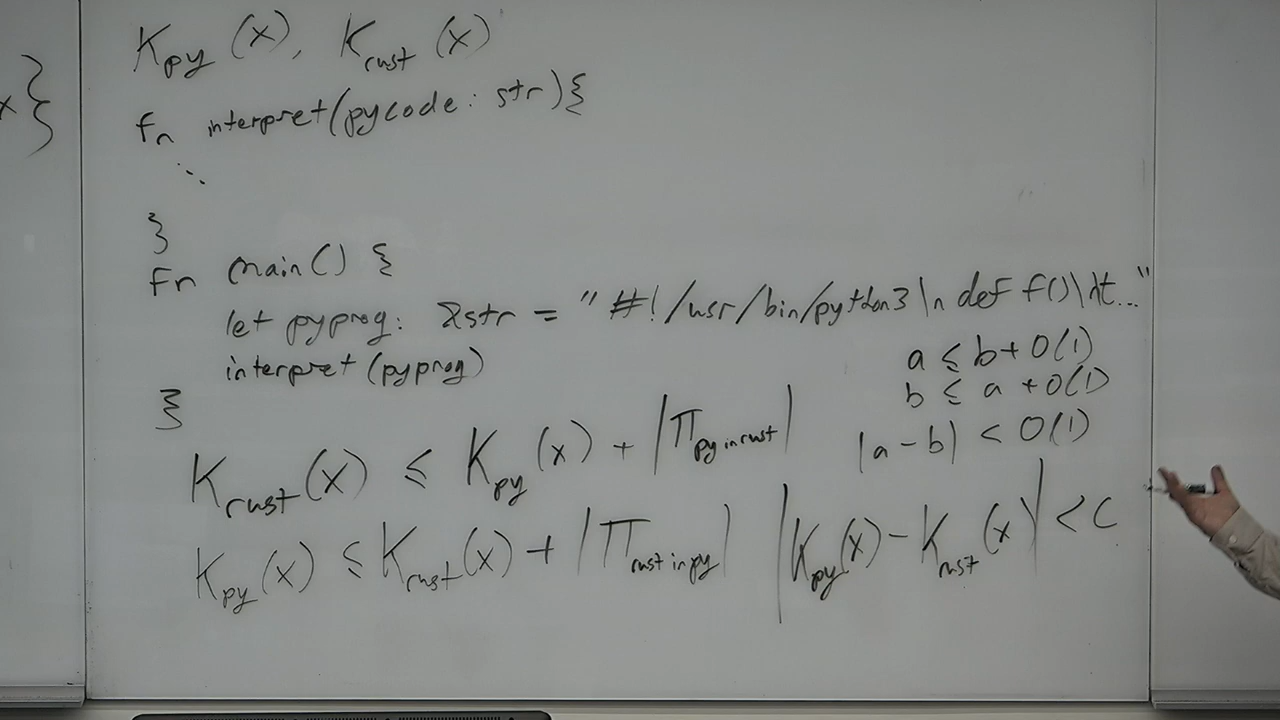 x}
K_py (x), K_rust (x)
fn interpret(pycode: str){
⋱
}
fn main() {
let pyprog: &str = "#!/usr/bin/python3\n def f()\n\t..."
interpret(pyprog)
}
a ≤ b + O(1)
b ≤ a + O(1)
|a - b| < O(1)
K_rust(x) ≤ K_py(x) + |Π_py in rust|
K_py(x) ≤ K_rust(x) + |Π_rust in py|
|K_py(x) - K_rust(x)| < c